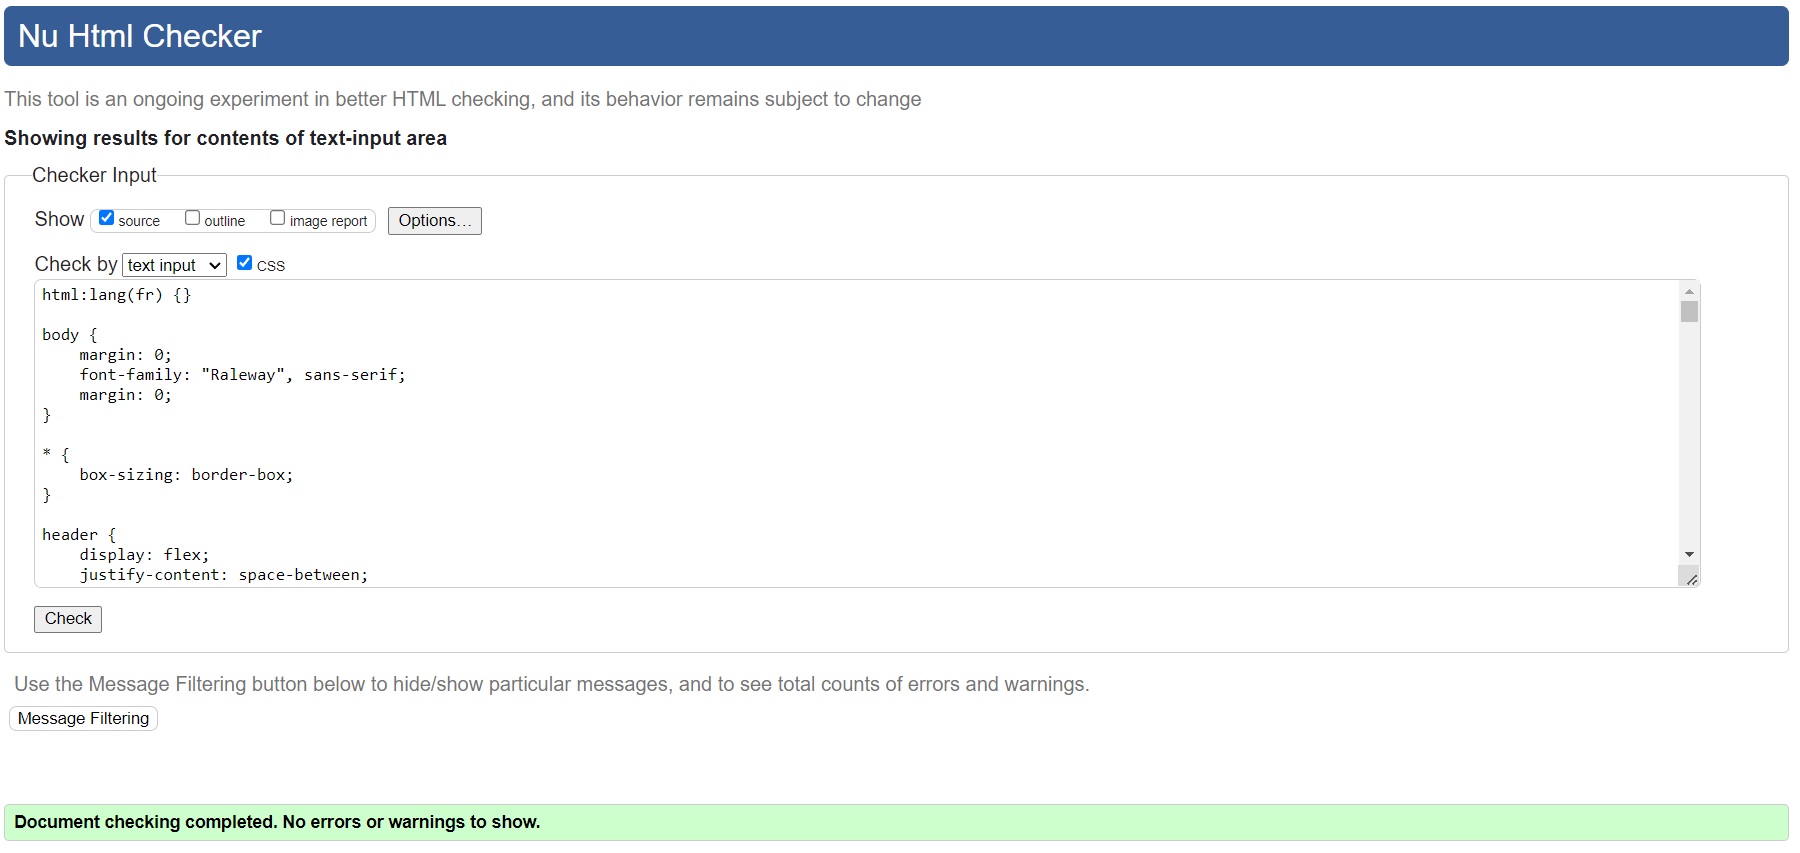 Nu Html Checker
This tool is an ongoing experiment in better HTML checking, and its behavior remains subject to change
Showing results for contents of text-input area
Checker Input
Show source outline image report Options...
Check by text input CSS
html:lang(fr) {}
body {
    margin: 0;
    font-family: "Raleway", sans-serif;
    margin: 0;
}
* {
    box-sizing: border-box;
}
header {
    display: flex;
    justify-content: space-between;
Check
Use the Message Filtering button below to hide/show particular messages, and to see total counts of errors and warnings.
Message Filtering
Document checking completed. No errors or warnings to show.